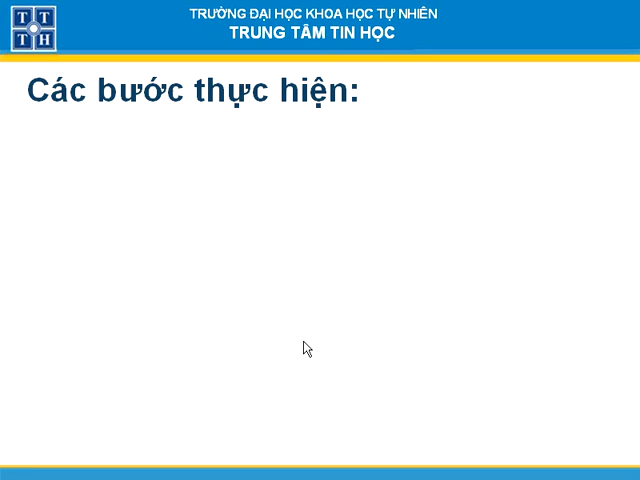 T T
T H
TRƯỜNG ĐẠI HỌC KHOA HỌC TỰ NHIÊN
TRUNG TÂM TIN HỌC
Các bước thực hiện: